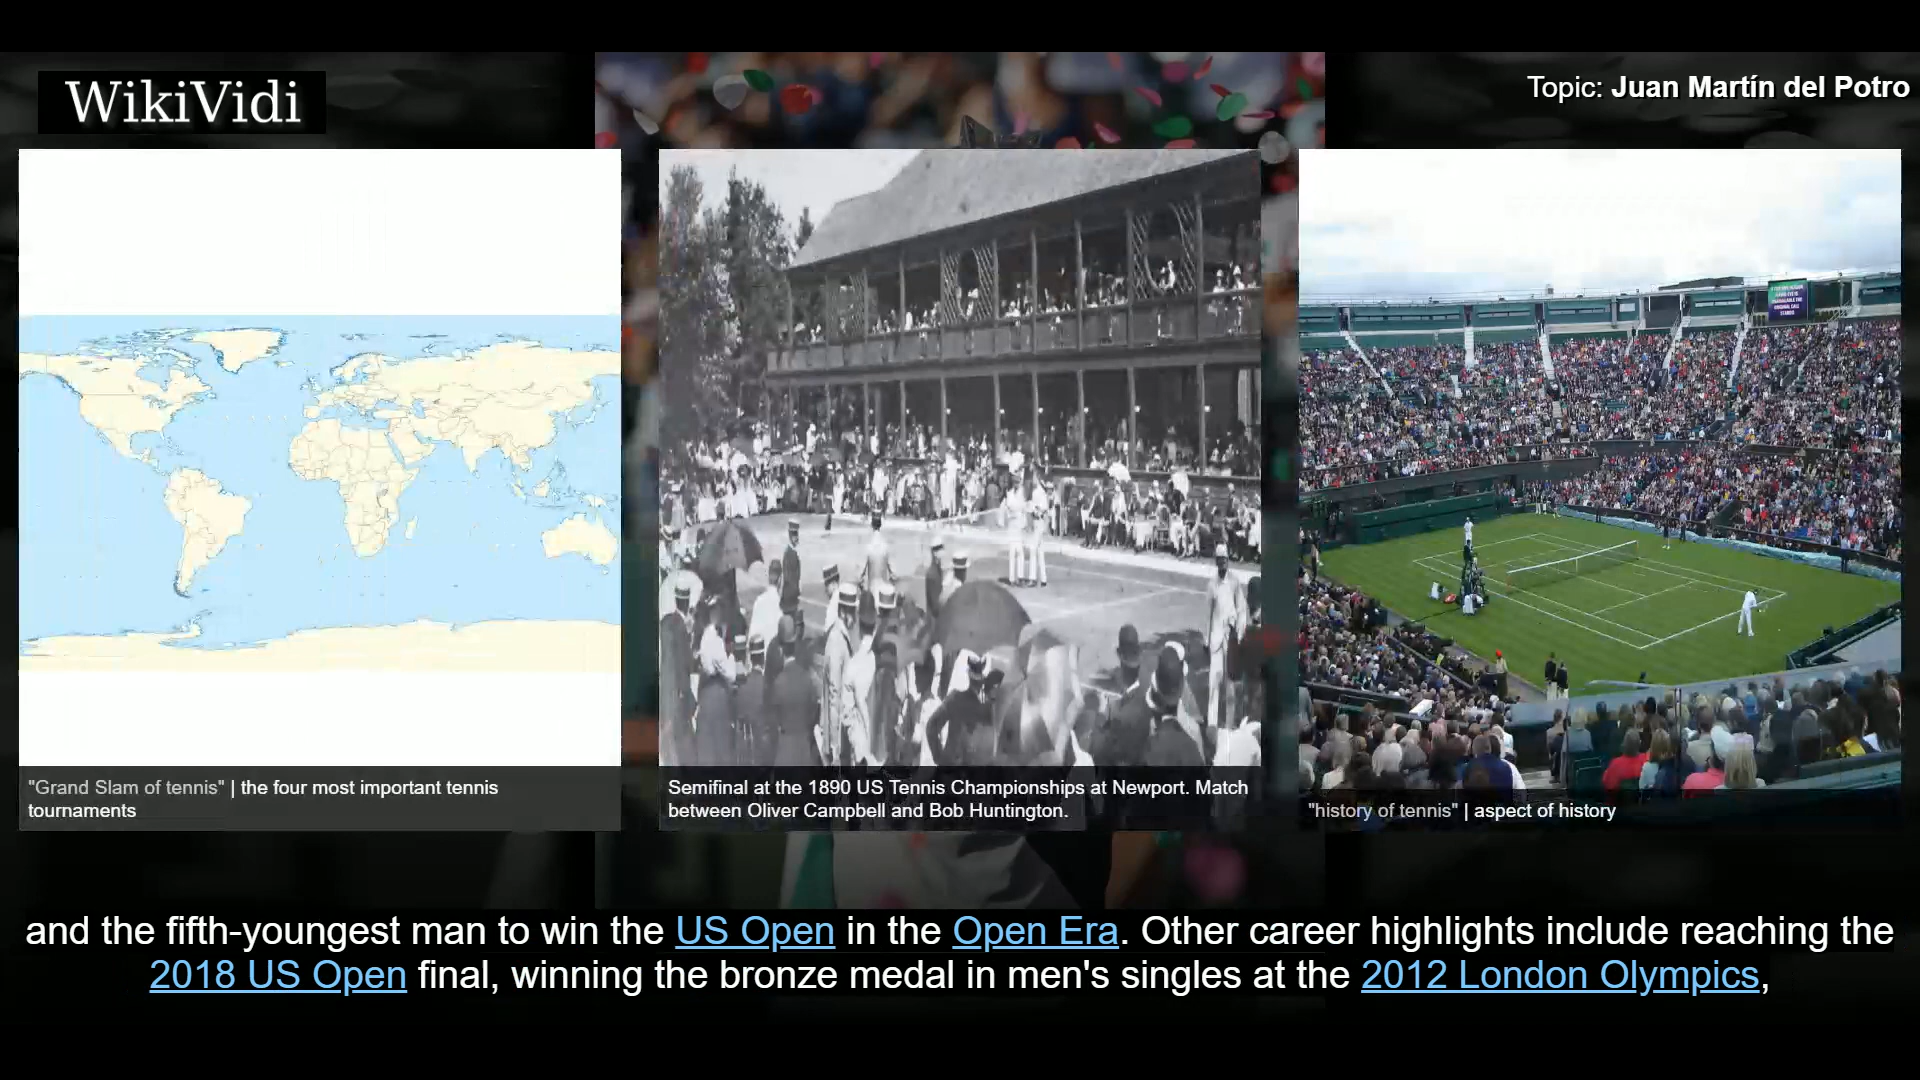 WikiVidi
Topic: Juan Martín del Potro
"Grand Slam of tennis" | the four most important tennis
tournaments
Semifinal at the 1890 US Tennis Championships at Newport. Match
between Oliver Campbell and Bob Huntington.
"history of tennis" | aspect of history
and the fifth-youngest man to win the US Open in the Open Era. Other career highlights include reaching the
2018 US Open final, winning the bronze medal in men's singles at the 2012 London Olympics,